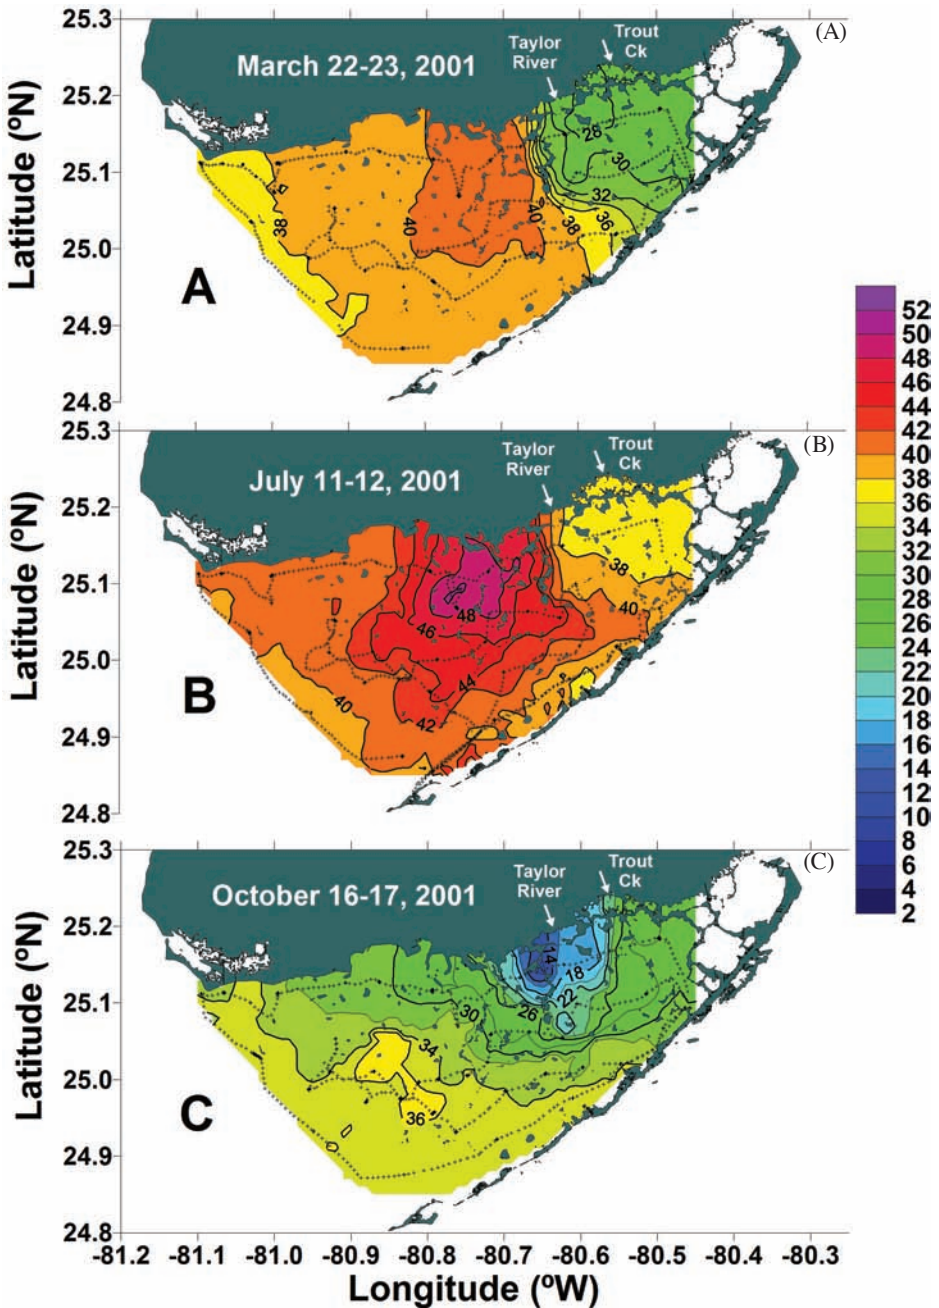 25.3
25.2
25.1
25.0
24.9
24.8
Latitude (ºN)
March 22-23, 2001
Taylor
River
Trout
Ck
(A)
28
30
32
36
38
40
40
38
A
25.3
25.2
25.1
25.0
24.9
24.8
Latitude (ºN)
July 11-12, 2001
Taylor
River
Trout
Ck
(B)
38
40
48
46
44
42
40
B
25.3
25.2
25.1
25.0
24.9
24.8
Latitude (ºN)
October 16-17, 2001
Taylor
River
Trout
Ck
(C)
14
18
22
26
30
34
36
C
-81.2 -81.1 -81.0 -80.9 -80.8 -80.7 -80.6 -80.5 -80.4 -80.3
Longitude (ºW)
52
50
48
46
44
42
40
38
36
34
32
30
28
26
24
22
20
18
16
14
12
10
8
6
4
2